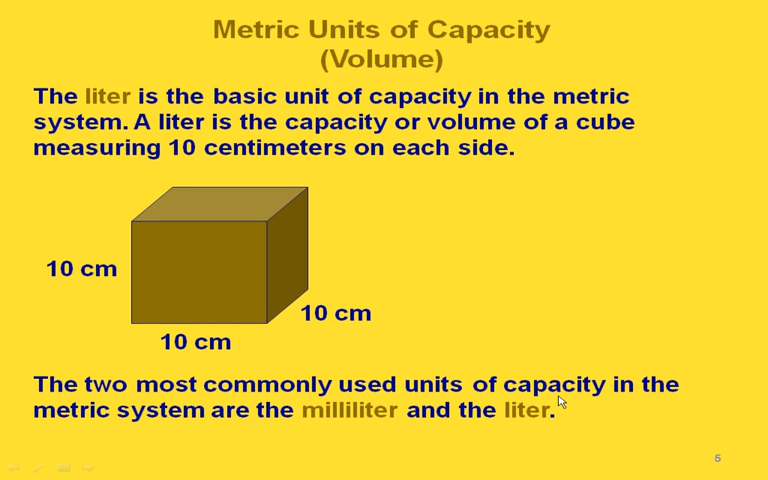 Metric Units of Capacity
(Volume)
The liter is the basic unit of capacity in the metric
system. A liter is the capacity or volume of a cube
measuring 10 centimeters on each side.
10 cm
10 cm
10 cm
The two most commonly used units of capacity in the
metric system are the milliliter and the liter.
5